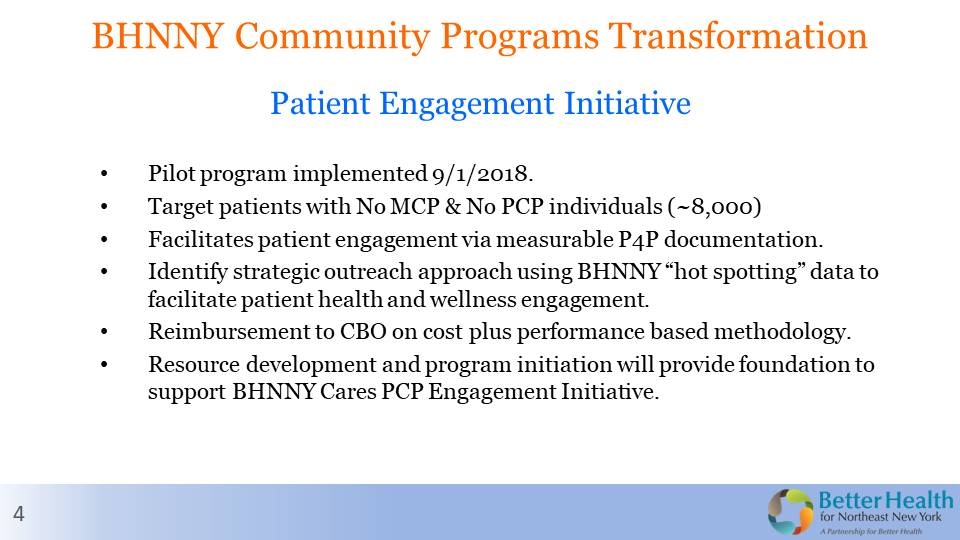 BHNNY Community Programs Transformation
Patient Engagement Initiative
• Pilot program implemented 9/1/2018.
• Target patients with No MCP & No PCP individuals (~8,000)
• Facilitates patient engagement via measurable P4P documentation.
• Identify strategic outreach approach using BHNNY “hot spotting” data to
facilitate patient health and wellness engagement.
• Reimbursement to CBO on cost plus performance based methodology.
• Resource development and program initiation will provide foundation to
support BHNNY Cares PCP Engagement Initiative.
4
Better Health
for Northeast New York
A Partnership for Better Health